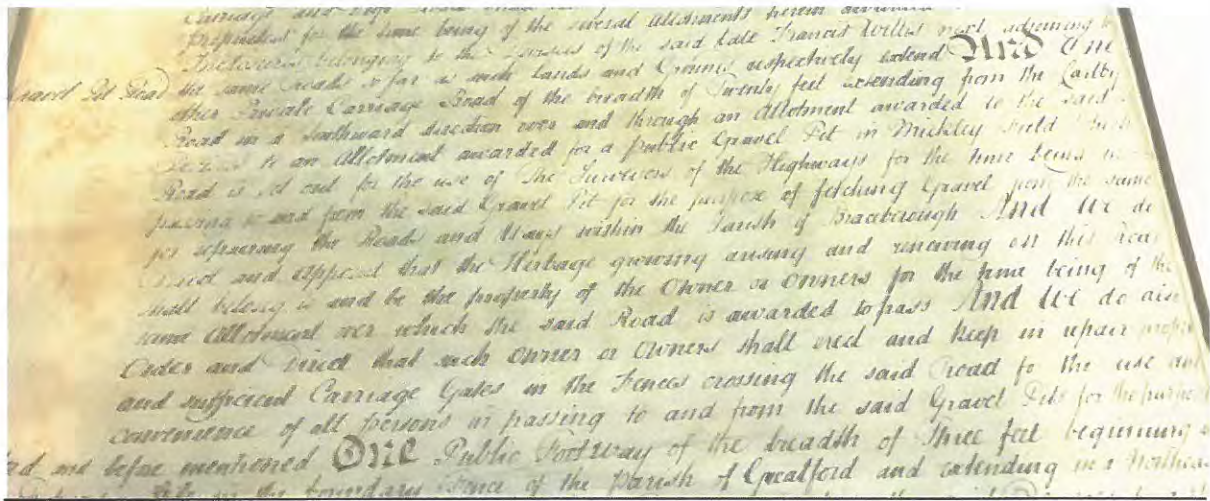 Carriage and
proprietors for the time being of the several Allotments herein awarded
Inclosures belonging to the Devisees of the said late Francis Willes next adjoining to
Gravel Pit Road the same roads so far as such Lands and Grounds respectively extend And One
other Private Carriage Road of the breadth of Twenty feet extending from the Carlby
Road in a Southward direction over and through an Allotment awarded to the said
to an Allotment awarded for a public Gravel Pit in Mickley Field Which
Road is set out for the use of the Surveyors of the Highways for the time being in
passing to and from the said Gravel Pit for the purpose of fetching Gravel from the same
for repairing the Roads and Ways within the Parish of Braceborough And We do
Direct and Appoint that the Herbage growing arising and renewing on this Road
shall belong to and be the property of the Owner or Owners for the time being of the
same Allotment over which the said Road is awarded to pass And We do also
Order and Direct that such Owner or Owners shall erect and keep in repair proper
and sufficient Carriage Gates in the Fences crossing the said Road for the use and
convenience of all Persons in passing to and from the said Gravel Pits for the purposes
and before mentioned One Public Footway of the breadth of three feet beginning
in the boundary Fence of the Parish of Greatford and extending in a Northeast